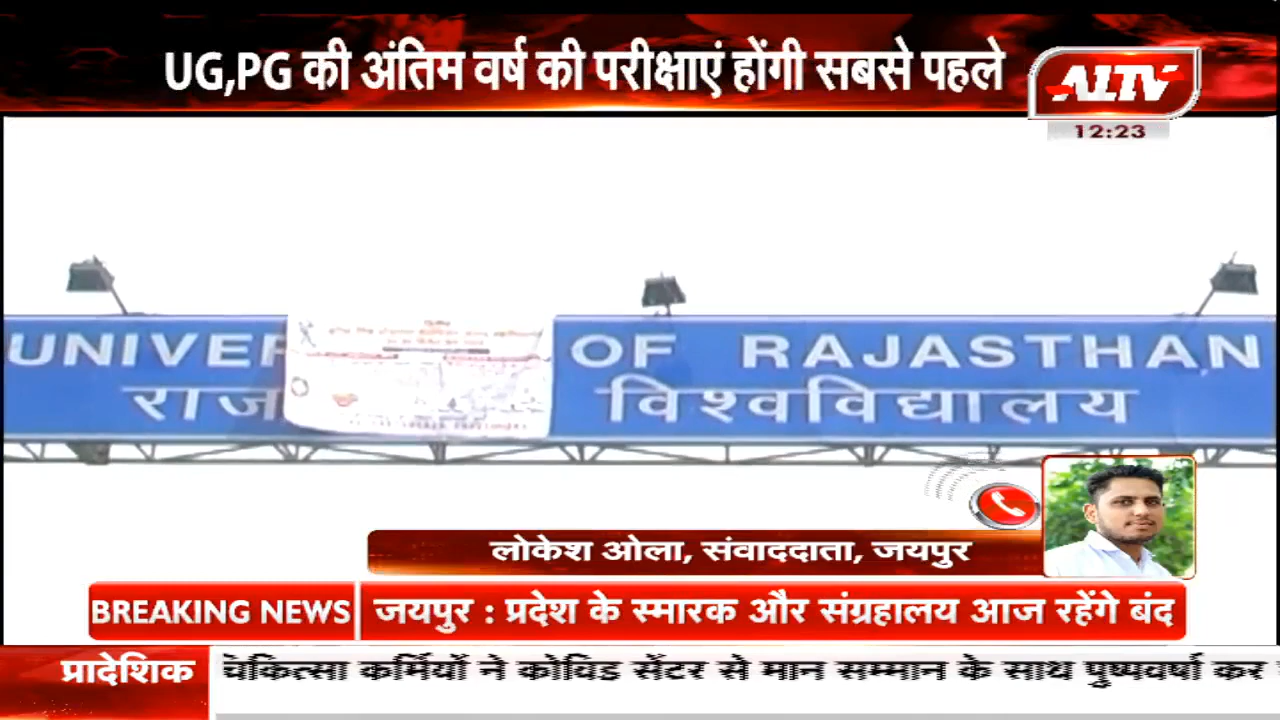 UG,PG की अंतिम वर्ष की परीक्षाएं होंगी सबसे पहले
ALTV
12:23
OF RAJASTHAN
विश्वविद्यालय
लोकेश ओला, संवाददाता, जयपुर
BREAKING NEWS
जयपुर : प्रदेश के स्मारक और संग्रहालय आज रहेंगे बंद
प्रादेशिक
चिकित्सा कर्मियों ने कोविड सेंटर से मान सम्मान के साथ पुष्पवर्षा कर